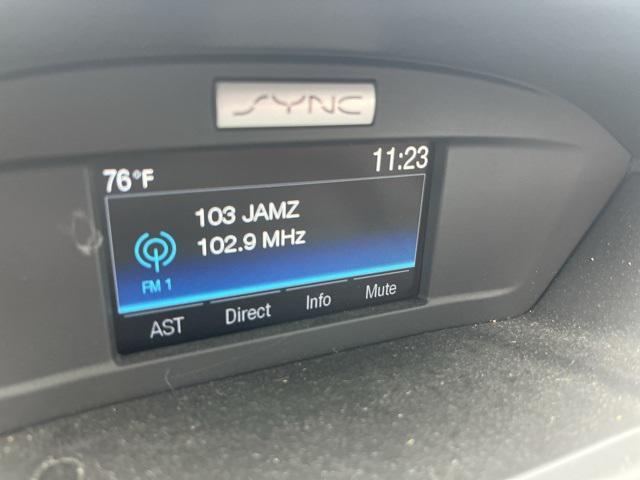 SYNC
76°F 11:23
103 JAMZ
102.9 MHz
FM 1
AST Direct Info Mute